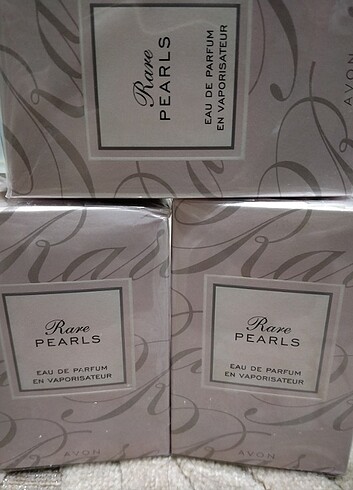 Rare
PEARLS
EAU DE PARFUM
EN VAPORISATEUR
AVON
Rare
PEARLS
EAU DE PARFUM
EN VAPORISATEUR
AVON
Rare
PEARLS
EAU DE PARFUM
EN VAPORISATEUR
AVON